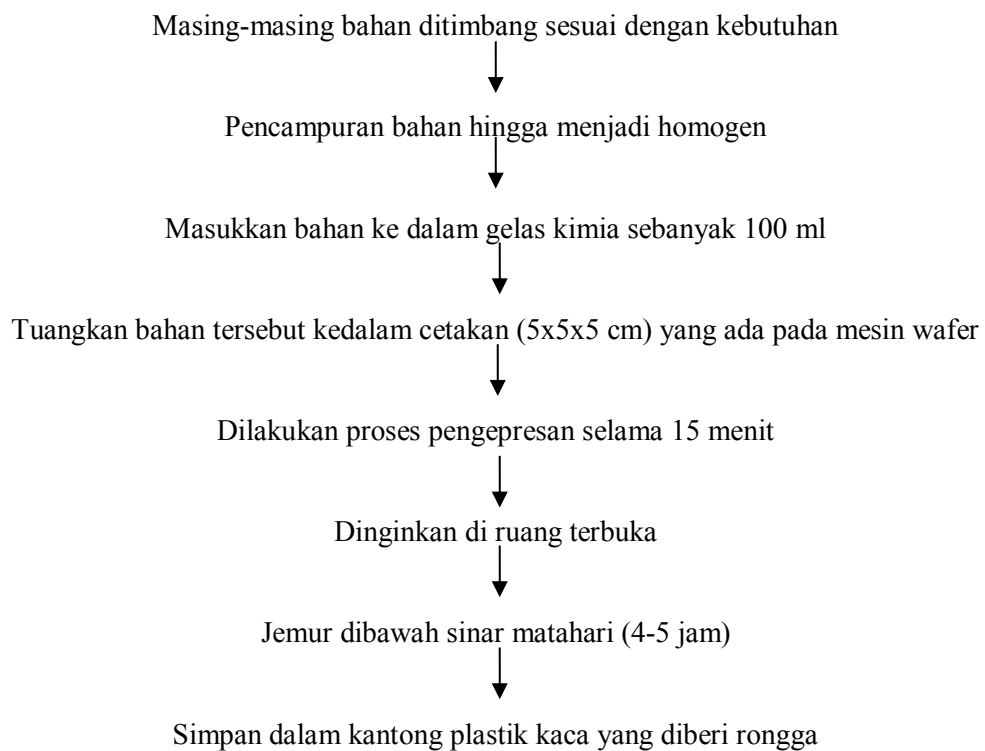 Masing-masing bahan ditimbang sesuai dengan kebutuhan
Pencampuran bahan hingga menjadi homogen
Masukkan bahan ke dalam gelas kimia sebanyak 100 ml
Tuangkan bahan tersebut kedalam cetakan (5x5x5 cm) yang ada pada mesin wafer
Dilakukan proses pengepresan selama 15 menit
Dinginkan di ruang terbuka
Jemur dibawah sinar matahari (4-5 jam)
Simpan dalam kantong plastik kaca yang diberi rongga